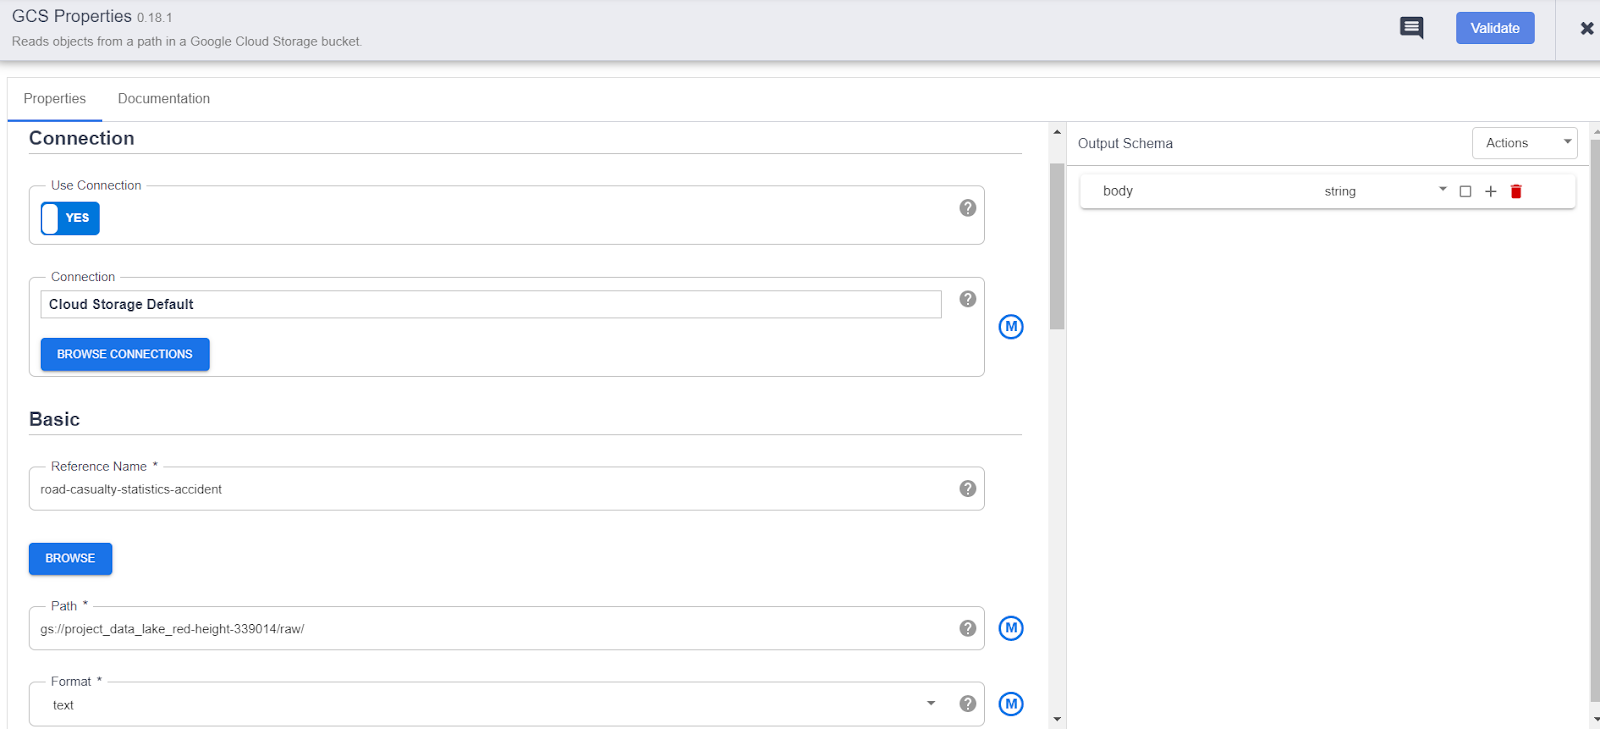 GCS Properties 0.18.1
Reads objects from a path in a Google Cloud Storage bucket.
Validate
Properties Documentation
Connection
Use Connection
YES
?
Connection
Cloud Storage Default
?
M
BROWSE CONNECTIONS
Basic
Reference Name *
road-casualty-statistics-accident
?
BROWSE
Path *
gs://project_data_lake_red-height-339014/raw/
?
M
Format *
text
?
M
Output Schema
Actions
body string